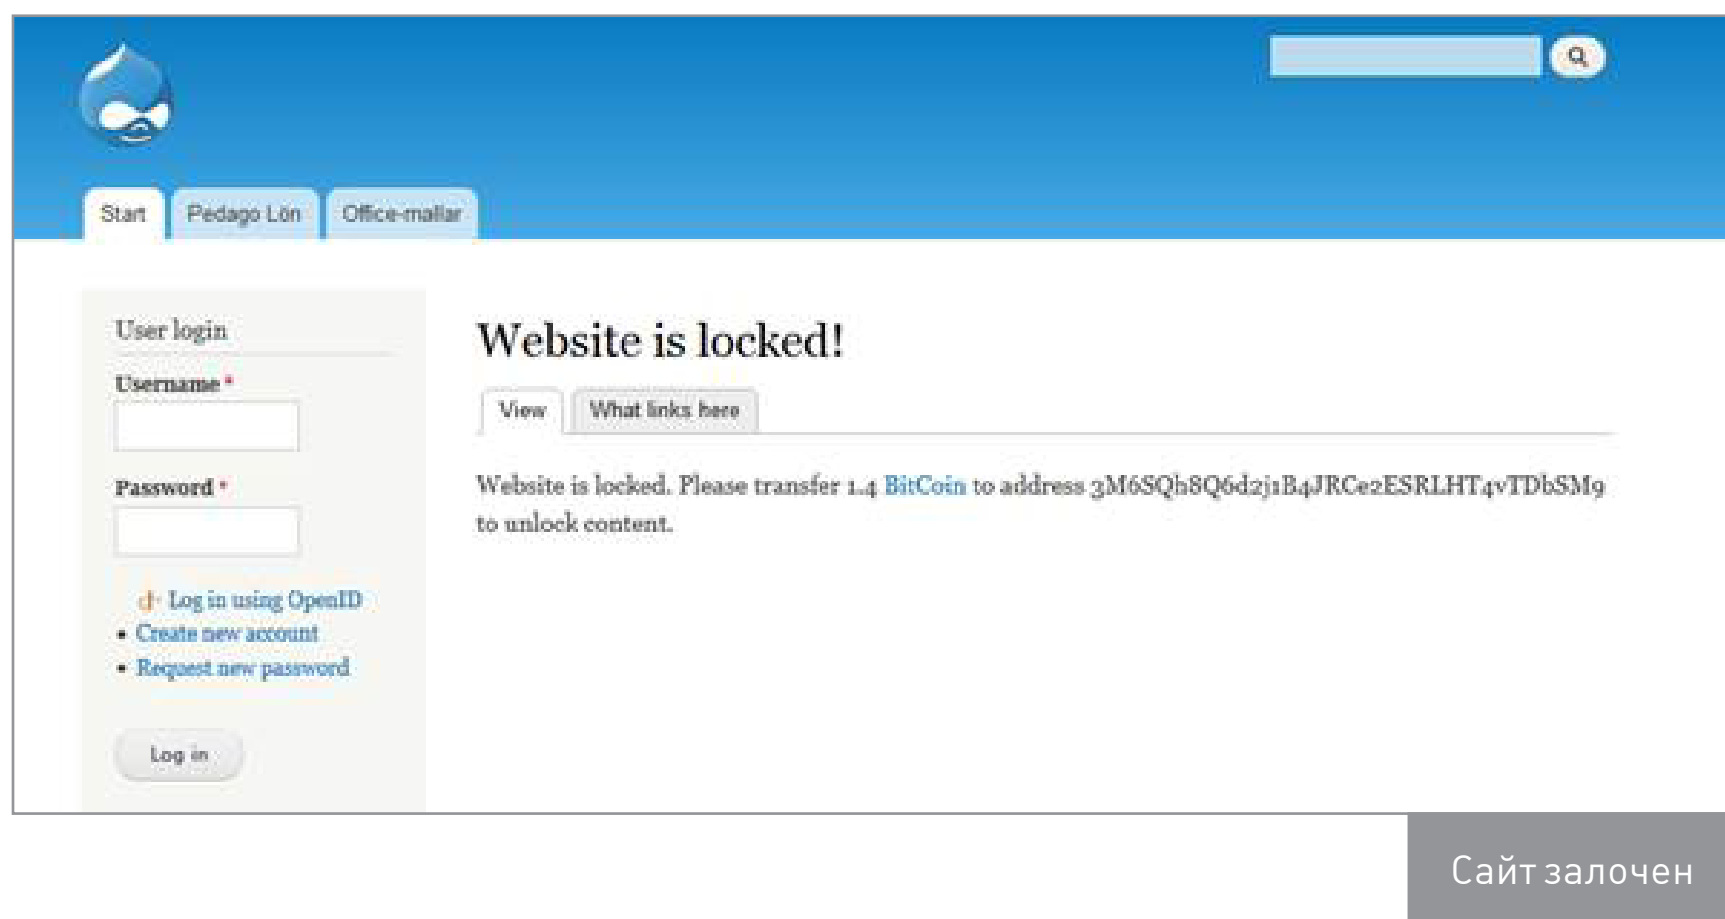 Start
Pedago Lön
Office-mallar
User login
Username *
Password *
Log in using OpenID
Create new account
Request new password
Log in
Website is locked!
View
What links here
Website is locked. Please transfer 1.4 BitCoin to address 3M6SQh8Q6d2j1B4JRCe2ESRLHT4vTDbSM9
to unlock content.
Сайт залочен